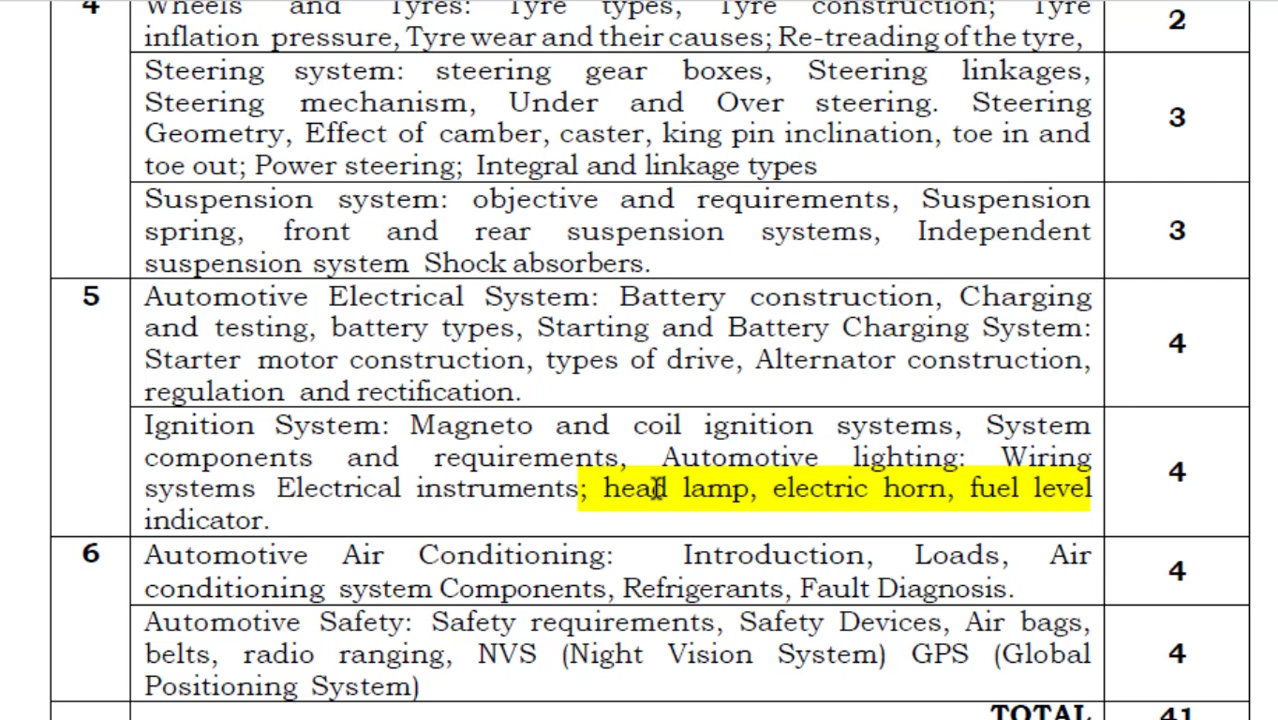 4 Wheels and Tyres: Tyre types, Tyre construction; Tyre
inflation pressure, Tyre wear and their causes; Re-treading of the tyre, 2
Steering system: steering gear boxes, Steering linkages,
Steering mechanism, Under and Over steering. Steering
Geometry, Effect of camber, caster, king pin inclination, toe in and
toe out; Power steering; Integral and linkage types
3
Suspension system: objective and requirements, Suspension
spring, front and rear suspension systems, Independent
suspension system Shock absorbers.
3
5 Automotive Electrical System: Battery construction, Charging
and testing, battery types, Starting and Battery Charging System:
Starter motor construction, types of drive, Alternator construction,
regulation and rectification.
4
Ignition System: Magneto and coil ignition systems, System
components and requirements, Automotive lighting: Wiring
systems Electrical instruments; head lamp, electric horn, fuel level
indicator.
4
6 Automotive Air Conditioning: Introduction, Loads, Air
conditioning system Components, Refrigerants, Fault Diagnosis.
4
Automotive Safety: Safety requirements, Safety Devices, Air bags,
belts, radio ranging, NVS (Night Vision System) GPS (Global
Positioning System)
4
TOTAL 41